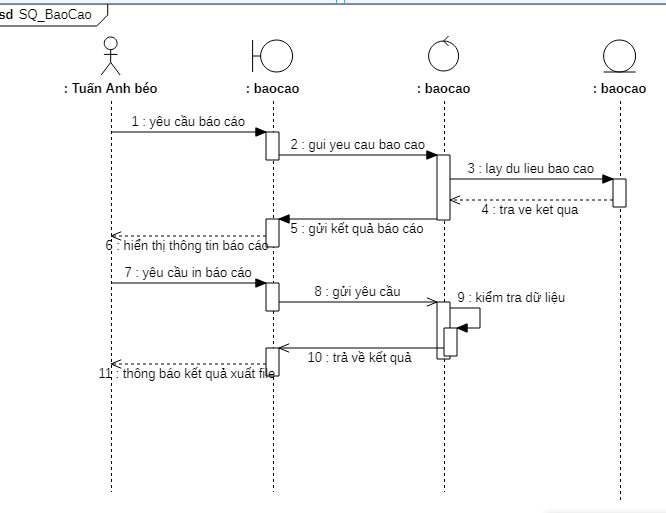 sd SQ_BaoCao
: Tuấn Anh béo
: baocao
: baocao
: baocao
1 : yêu cầu báo cáo
2 : gui yeu cau bao cao
3 : lay du lieu bao cao
4 : tra ve ket qua
5 : gửi kết quả báo cáo
6 : hiển thị thông tin báo cáo
7 : yêu cầu in báo cáo
8 : gửi yêu cầu
9 : kiểm tra dữ liệu
10 : trả về kết quả
11 : thông báo kết quả xuất file